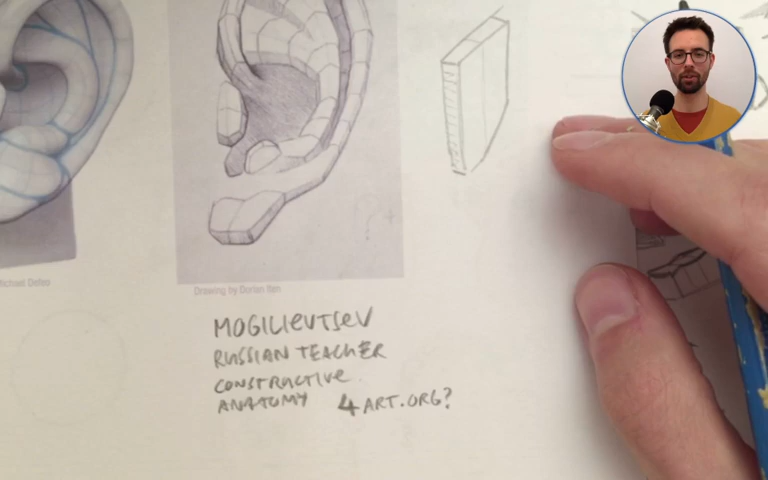 Michael Defeo
Drawing by Dorian Iten
MOGILIEVTSEV
RUSSIAN TEACHER
CONSTRUCTIVE
ANATOMY 4ART.ORG?